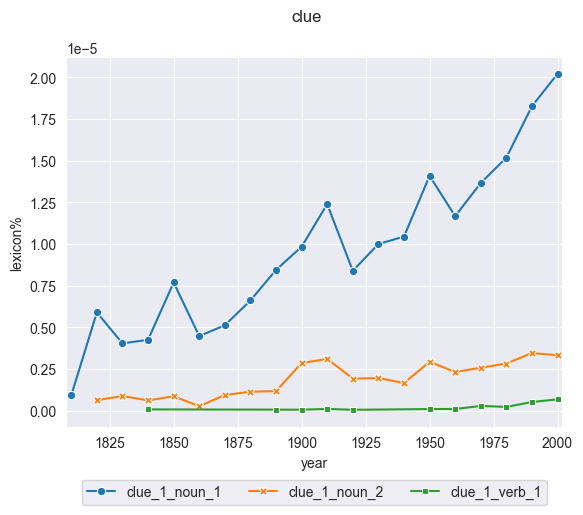 clue
1e−5
2.00
1.75
1.50
1.25
1.00
0.75
0.50
0.25
0.00
lexicon%
1825 1850 1875 1900 1925 1950 1975 2000
year
clue_1_noun_1 clue_1_noun_2 clue_1_verb_1